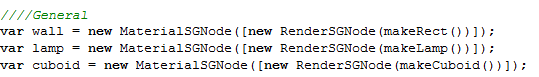 ////General
var wall = new MaterialSGNode([new RenderSGNode(makeRect())]);
var lamp = new MaterialSGNode([new RenderSGNode(makeLamp())]);
var cuboid = new MaterialSGNode([new RenderSGNode(makeCuboid())]);